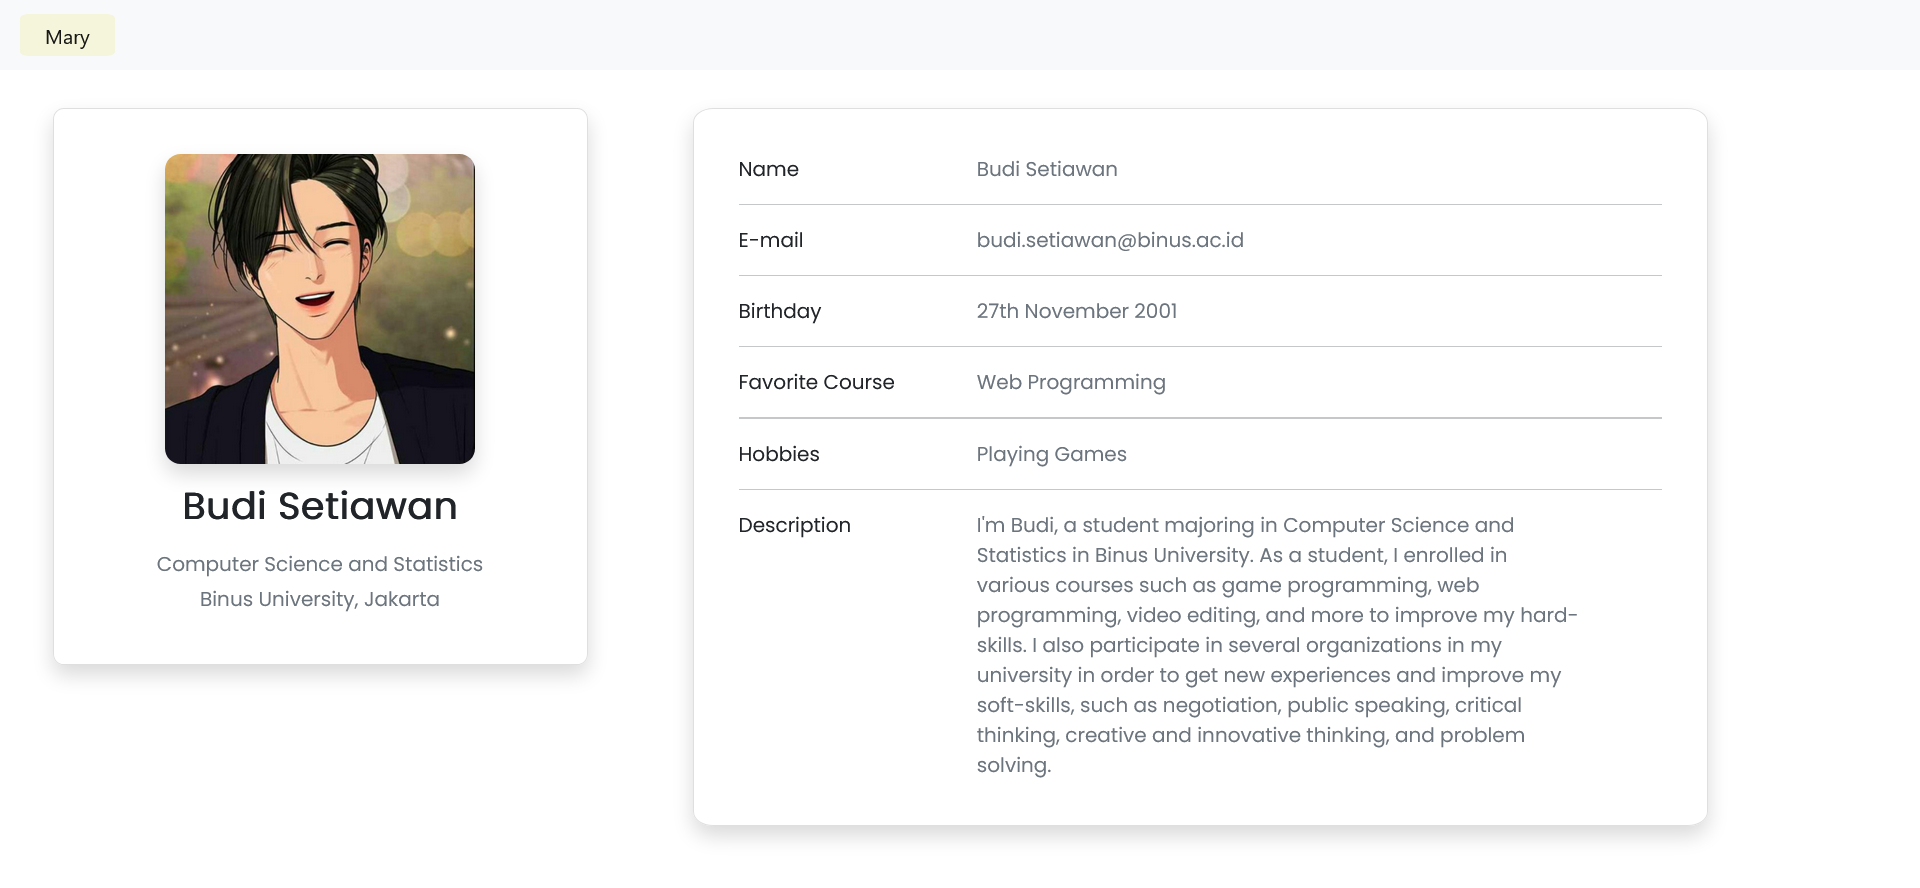 Mary
Budi Setiawan
Computer Science and Statistics
Binus University, Jakarta
Name Budi Setiawan
E-mail budi.setiawan@binus.ac.id
Birthday 27th November 2001
Favorite Course Web Programming
Hobbies Playing Games
Description I'm Budi, a student majoring in Computer Science and
Statistics in Binus University. As a student, I enrolled in
various courses such as game programming, web
programming, video editing, and more to improve my hard-
skills. I also participate in several organizations in my
university in order to get new experiences and improve my
soft-skills, such as negotiation, public speaking, critical
thinking, creative and innovative thinking, and problem
solving.